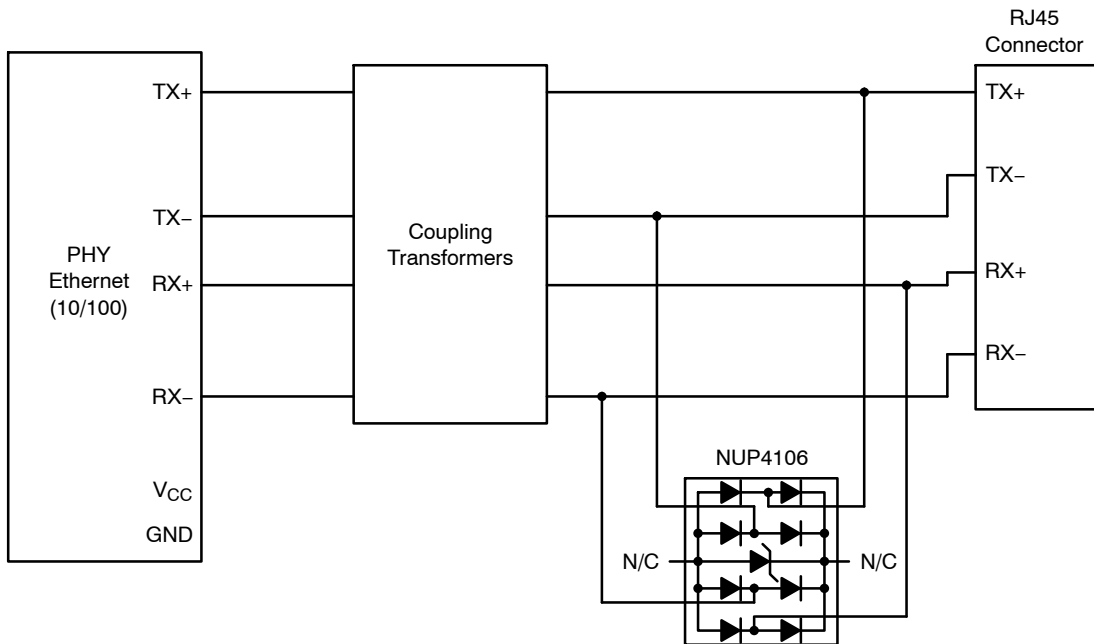 RJ45
Connector
TX+
TX+
TX−
TX−
PHY
Ethernet
(10/100)
Coupling
Transformers
RX+
RX+
RX−
RX−
NUP4106
VCC
GND
N/C
N/C